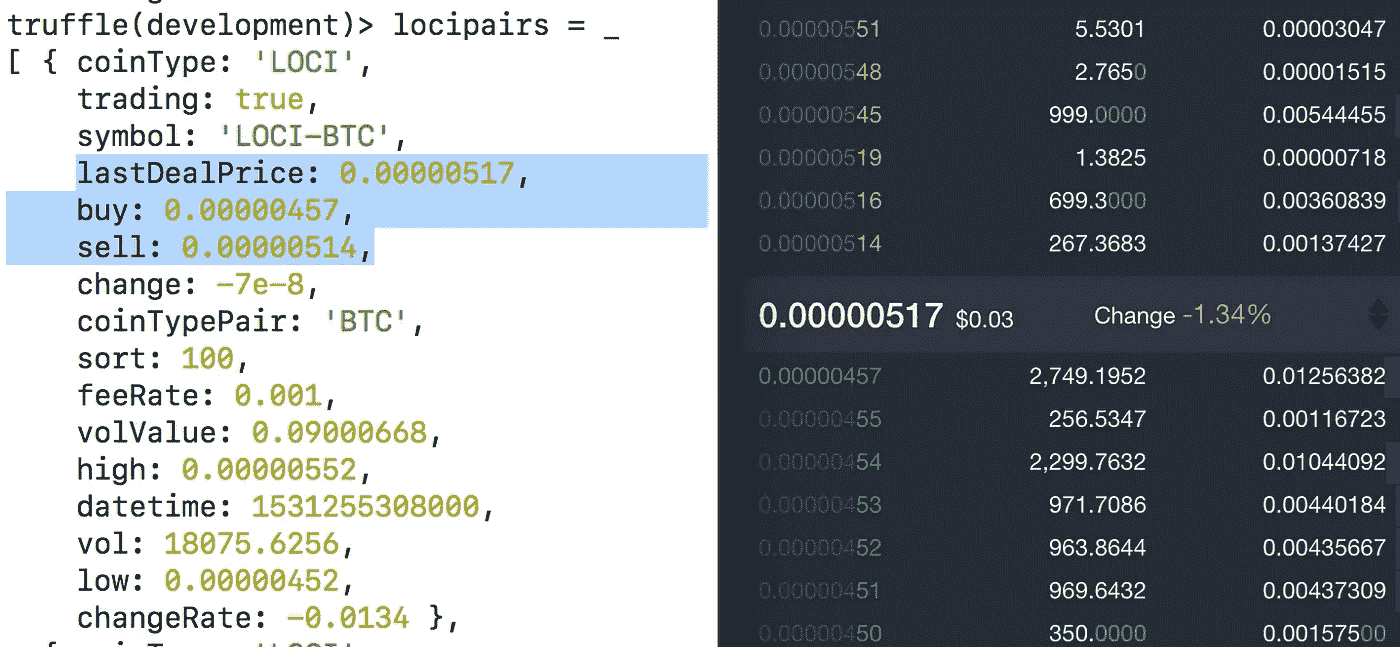 truffle(development)> locipairs = _
[ { coinType: 'LOCI',
trading: true,
symbol: 'LOCI-BTC',
lastDealPrice: 0.00000517,
buy: 0.00000457,
sell: 0.00000514,
change: -7e-8,
coinTypePair: 'BTC',
sort: 100,
feeRate: 0.001,
volValue: 0.09000668,
high: 0.00000552,
datetime: 1531255308000,
vol: 18075.6256,
low: 0.00000452,
changeRate: -0.0134 },
0.00000551 5.5301 0.00003047
0.00000548 2.7650 0.00001515
0.00000545 999.0000 0.00544455
0.00000519 1.3825 0.00000718
0.00000516 699.3000 0.00360839
0.00000514 267.3683 0.00137427
0.00000517 $0.03 Change -1.34%
0.00000457 2,749.1952 0.01256382
0.00000455 256.5347 0.00116723
0.00000454 2,299.7632 0.01044092
0.00000453 971.7086 0.00440184
0.00000452 963.8644 0.00435667
0.00000451 969.6432 0.00437309
0.00000450 350.0000 0.00157500